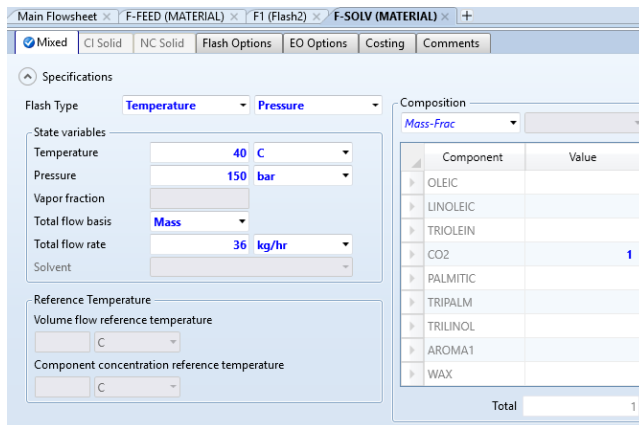 Main Flowsheet × F-FEED (MATERIAL) × F1 (Flash2) × F-SOLV (MATERIAL) × +
Mixed CI Solid NC Solid Flash Options EO Options Costing Comments
Specifications
Flash Type Temperature Pressure
State variables
Temperature 40 C
Pressure 150 bar
Vapor fraction
Total flow basis Mass
Total flow rate 36 kg/hr
Solvent
Reference Temperature
Volume flow reference temperature
C
Component concentration reference temperature
C
Composition
Mass-Frac
Component Value
OLEIC
LINOLEIC
TRIOLEIN
CO2 1
PALMITIC
TRIPALM
TRILINOL
AROMA1
WAX
Total 1